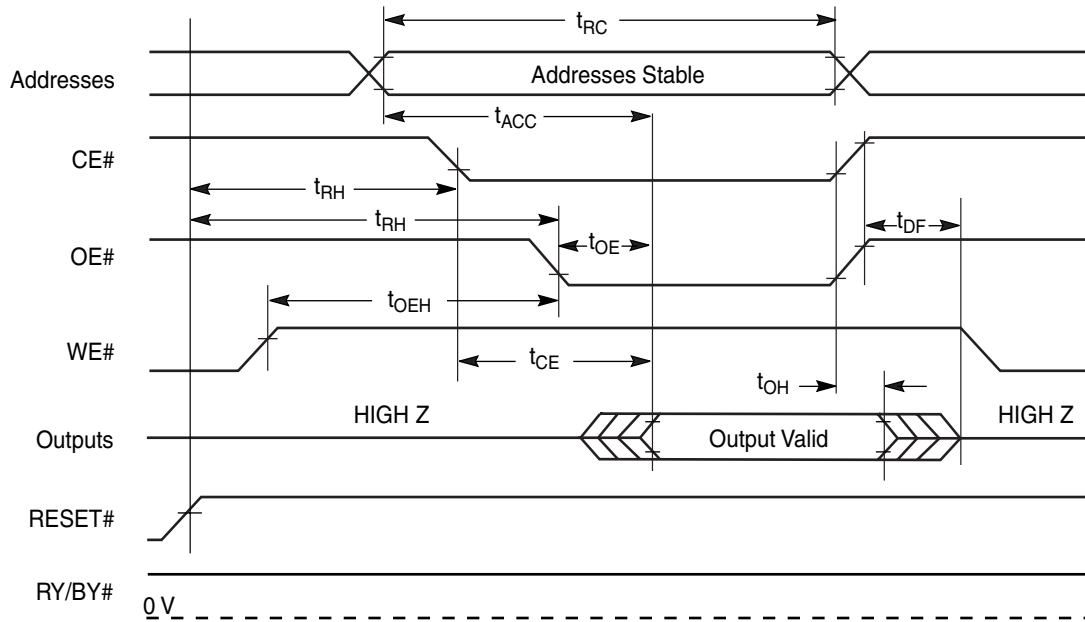 tRC
Addresses
Addresses Stable
tACC
CE#
tRH
tRH
tOE
tDF
OE#
tOEH
WE#
tCE
tOH
HIGH Z
HIGH Z
Outputs
Output Valid
RESET#
RY/BY#
0 V